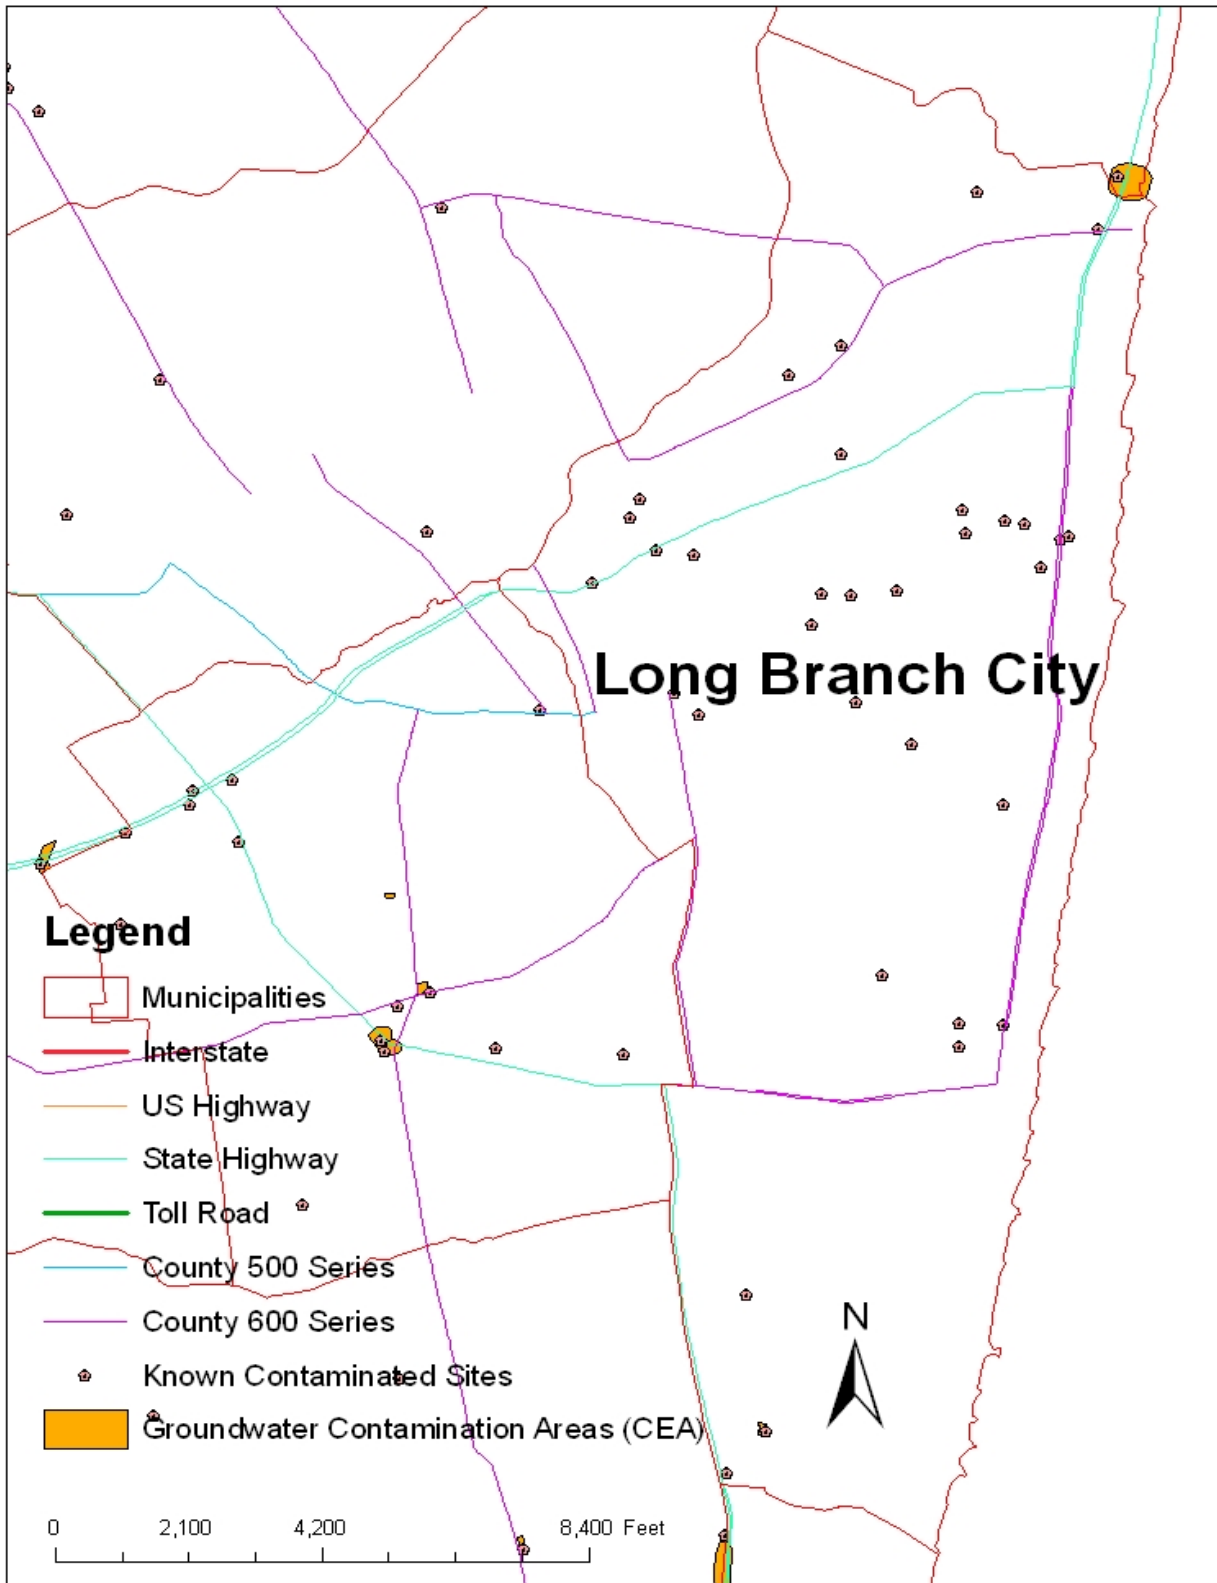 Long Branch City
Legend
Municipalities
Interstate
US Highway
State Highway
Toll Road
County 500 Series
County 600 Series
Known Contaminated Sites
Groundwater Contamination Areas (CEA)
N
0 2,100 4,200 8,400 Feet